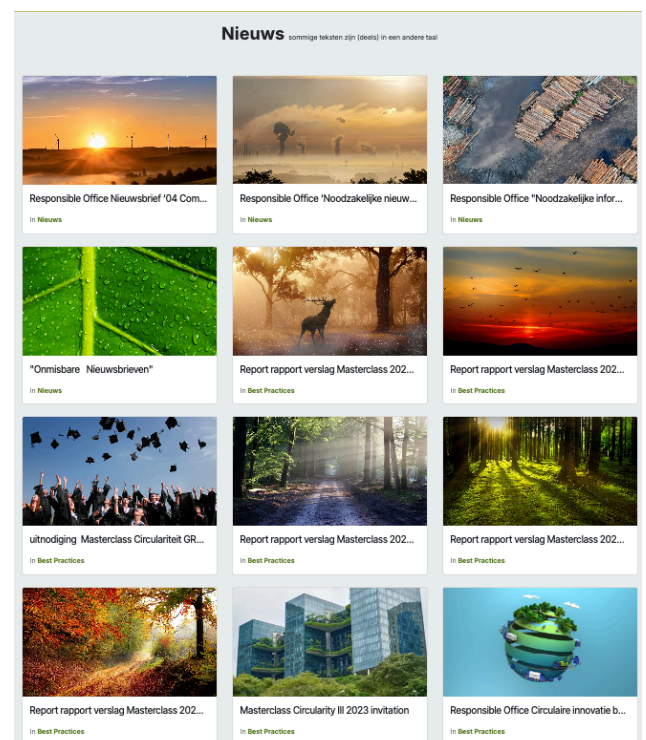 Nieuws sommige teksten zijn (deels) in een andere taal
Responsible Office Nieuwsbrief '04 Com...
In Nieuws
Responsible Office 'Noodzakelijke nieuw...
In Nieuws
Responsible Office "Noodzakelijke infor...
In Nieuws
"Onmisbare Nieuwsbrieven"
In Nieuws
Report rapport verslag Masterclass 202...
In Best Practices
Report rapport verslag Masterclass 202...
In Best Practices
uitnodiging Masterclass Circulariteit GR...
In Best Practices
Report rapport verslag Masterclass 202...
In Best Practices
Report rapport verslag Masterclass 202...
In Best Practices
Report rapport verslag Masterclass 202...
In Best Practices
Masterclass Circularity III 2023 invitation
In Best Practices
Responsible Office Circulaire innovatie b...
In Best Practices